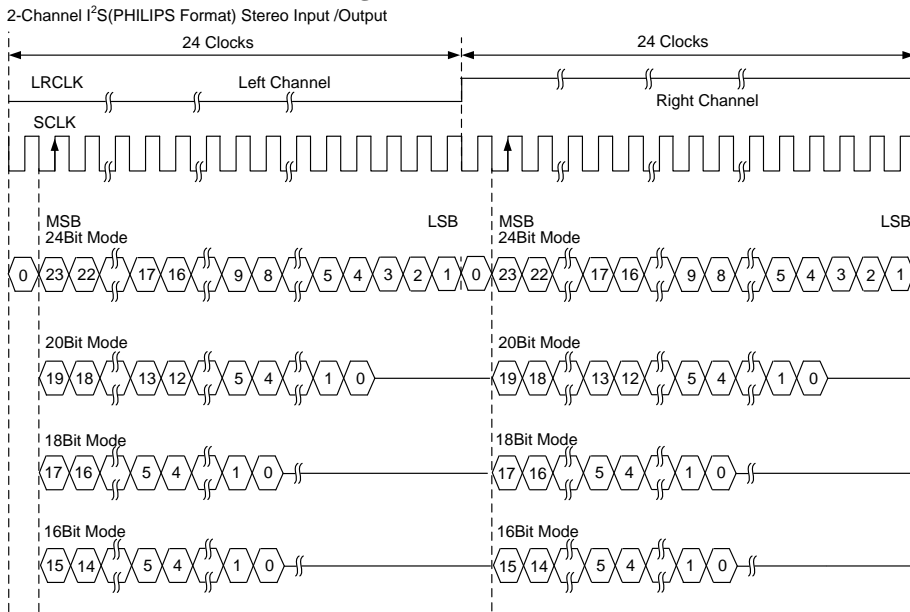 2-Channel I²S(PHILIPS Format) Stereo Input /Output
24 Clocks 24 Clocks
LRCLK Left Channel
Right Channel
SCLK
MSB LSB MSB LSB
24Bit Mode 24Bit Mode
0 23 22 17 16 9 8 5 4 3 2 1 0 23 22 17 16 9 8 5 4 3 2 1
20Bit Mode 20Bit Mode
19 18 13 12 5 4 1 0 19 18 13 12 5 4 1 0
18Bit Mode 18Bit Mode
17 16 5 4 1 0 17 16 5 4 1 0
16Bit Mode 16Bit Mode
15 14 5 4 1 0 15 14 5 4 1 0